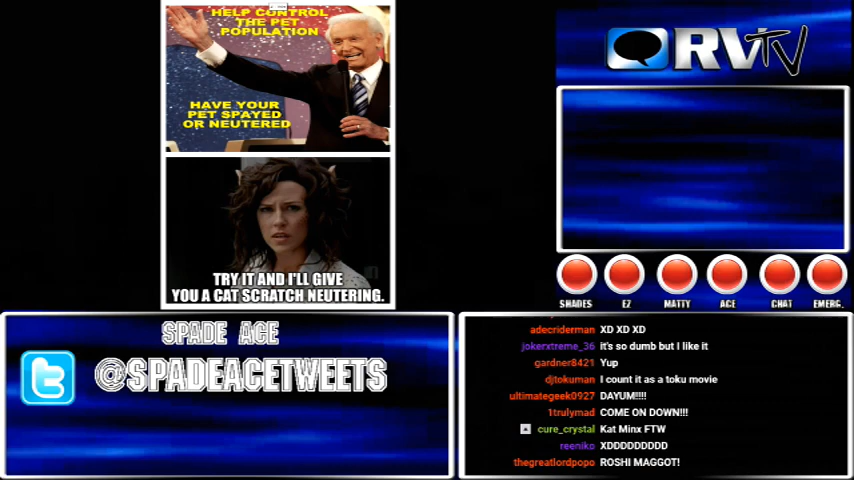 HELP CONTROL
THE PET
POPULATION
HAVE YOUR
PET SPAYED
OR NEUTERED
TRY IT AND I'LL GIVE
YOU A CAT SCRATCH NEUTERING.
RVTV
SHADES EZ MATTY ACE CHAT EMERG.
SPADE ACE
@SPADEACETWEETS
adecriderman XD XD XD
jokerxtreme_36 it's so dumb but I like it
gardner8421 Yup
djtokuman I count it as a toku movie
ultimategeek0927 DAYUM!!!!
1trulymad COME ON DOWN!!!
cure_crystal Kat Minx FTW
reeniko XDDDDDDDDD
thegreatlordpopo ROSHI MAGGOT!